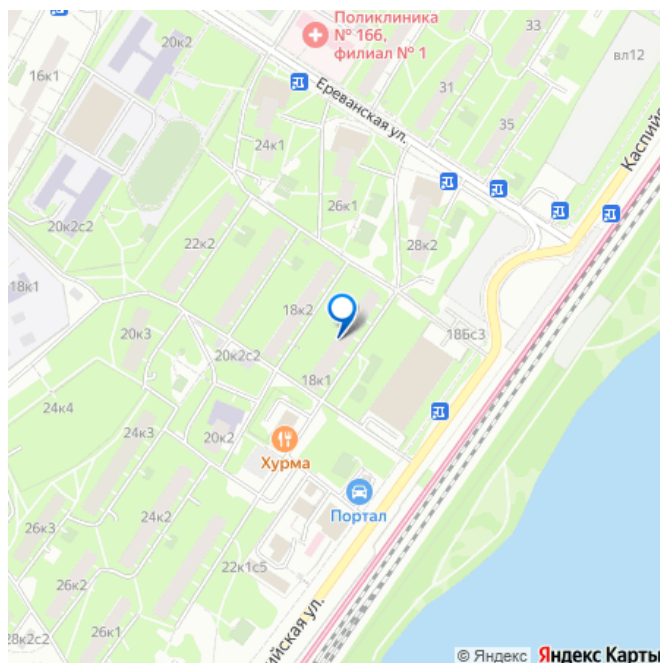 Поликлиника
№ 166,
филиал № 1
20к2
16к1
вл12
31
Ереванская ул.
33
35
24к1
Каспийс
20к2с2
26к1
22к2
28к2
18к1
18к2
20к3
18Бс3
20к2с2
18к1
24к4
24к3
20к2
Хурма
Портал
24к2
26к3
22к1с5
26к2
28к2с2
26к1
ийская ул.
© Яндекс Яндекс Карты